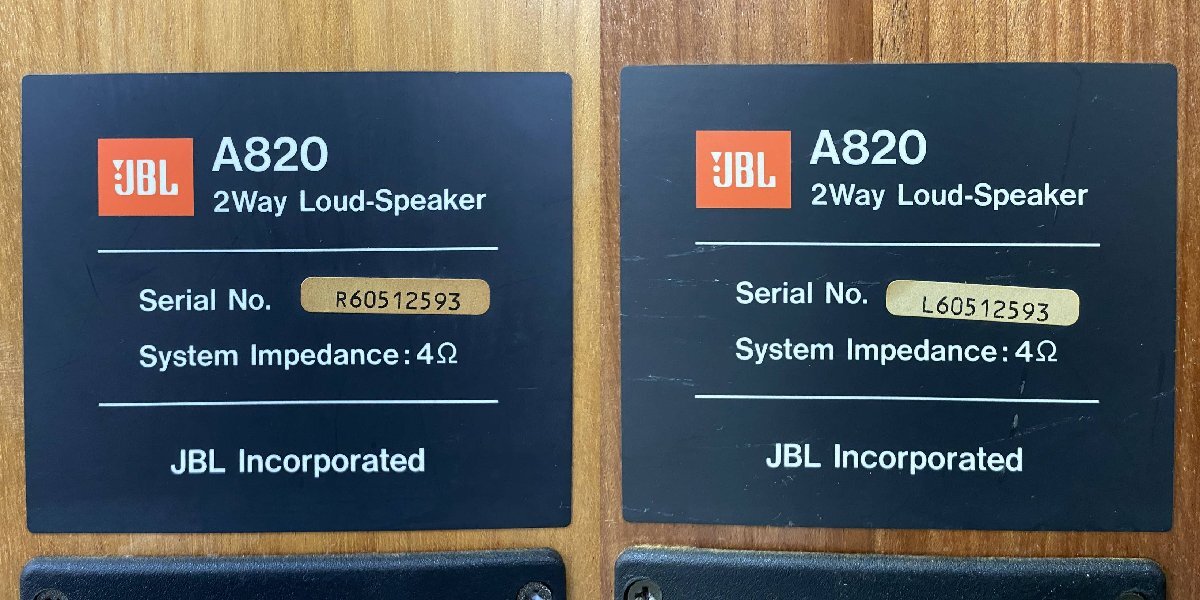 JBL
A820
2Way Loud-Speaker
Serial No. R60512593
System Impedance: 4Ω
JBL Incorporated
JBL
A820
2Way Loud-Speaker
Serial No. L60512593
System Impedance: 4Ω
JBL Incorporated